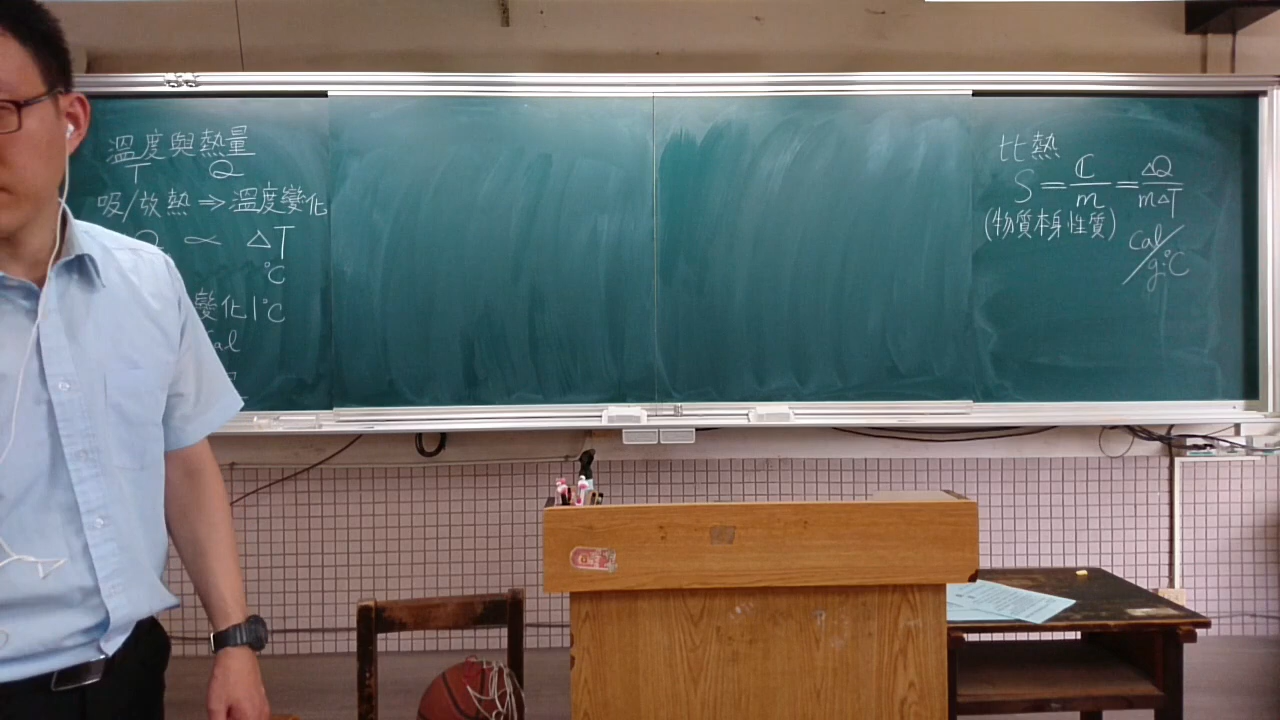 溫度與熱量
T Q
吸/放熱⇒溫度變化
Q ∝ ΔT
℃
變化1℃
al
比熱
S=C/m=ΔQ/mΔT
(物質本身性質)
cal/g·℃